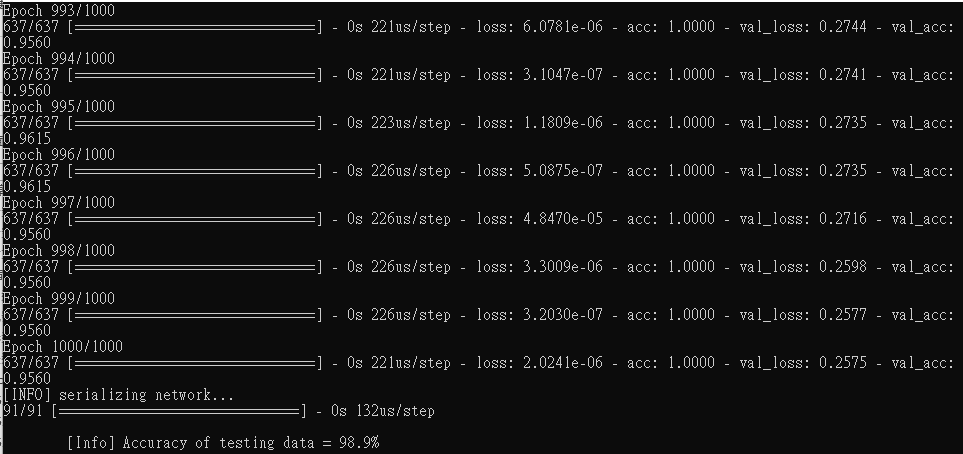 Epoch 993/1000
637/637 [==============================] - 0s 221us/step - loss: 6.0781e-06 - acc: 1.0000 - val_loss: 0.2744 - val_acc:
0.9560
Epoch 994/1000
637/637 [==============================] - 0s 221us/step - loss: 3.1047e-07 - acc: 1.0000 - val_loss: 0.2741 - val_acc:
0.9560
Epoch 995/1000
637/637 [==============================] - 0s 223us/step - loss: 1.1809e-06 - acc: 1.0000 - val_loss: 0.2735 - val_acc:
0.9615
Epoch 996/1000
637/637 [==============================] - 0s 226us/step - loss: 5.0875e-07 - acc: 1.0000 - val_loss: 0.2735 - val_acc:
0.9615
Epoch 997/1000
637/637 [==============================] - 0s 226us/step - loss: 4.8470e-05 - acc: 1.0000 - val_loss: 0.2716 - val_acc:
0.9560
Epoch 998/1000
637/637 [==============================] - 0s 226us/step - loss: 3.3009e-06 - acc: 1.0000 - val_loss: 0.2598 - val_acc:
0.9560
Epoch 999/1000
637/637 [==============================] - 0s 226us/step - loss: 3.2030e-07 - acc: 1.0000 - val_loss: 0.2577 - val_acc:
0.9560
Epoch 1000/1000
637/637 [==============================] - 0s 221us/step - loss: 2.0241e-06 - acc: 1.0000 - val_loss: 0.2575 - val_acc:
0.9560
[INFO] serializing network...
91/91 [==============================] - 0s 132us/step
[Info] Accuracy of testing data = 98.9%